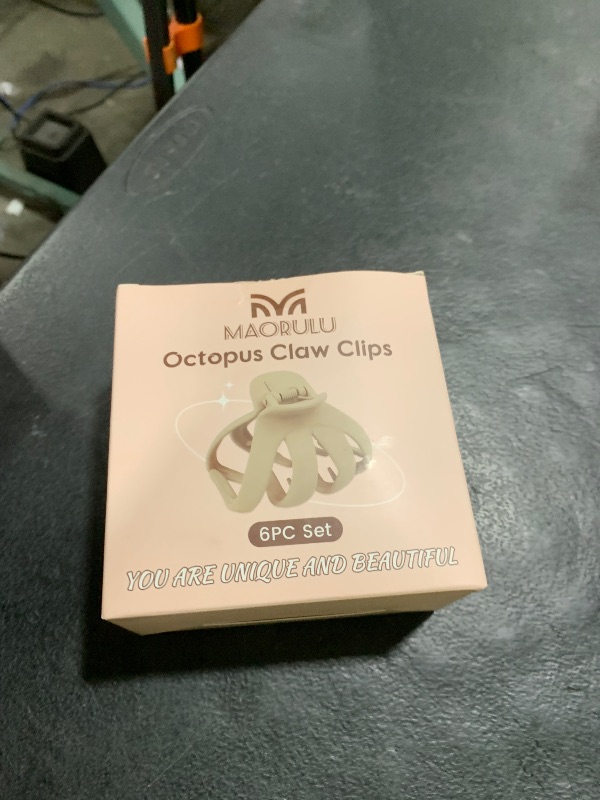 MAORULU
Octopus Claw Clips
6PC Set
YOU ARE UNIQUE AND BEAUTIFUL